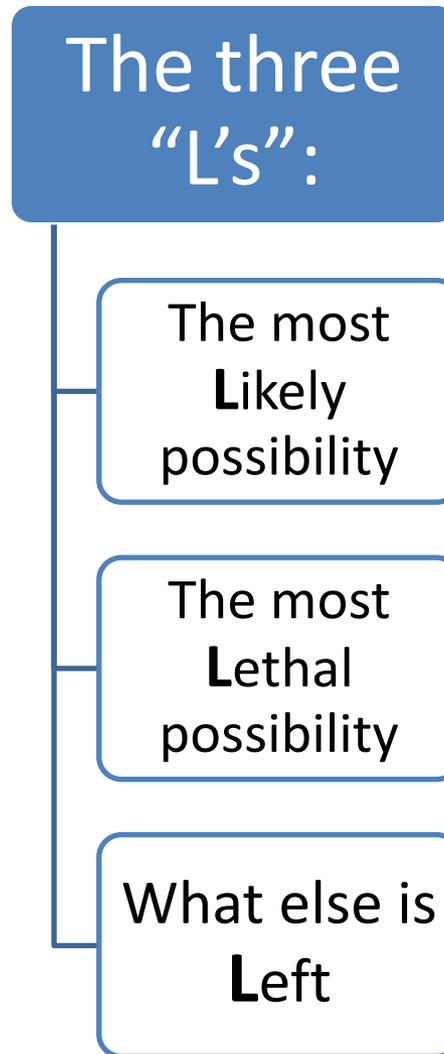 The three
“L’s”:
The most
Likely
possibility
The most
Lethal
possibility
What else is
Left